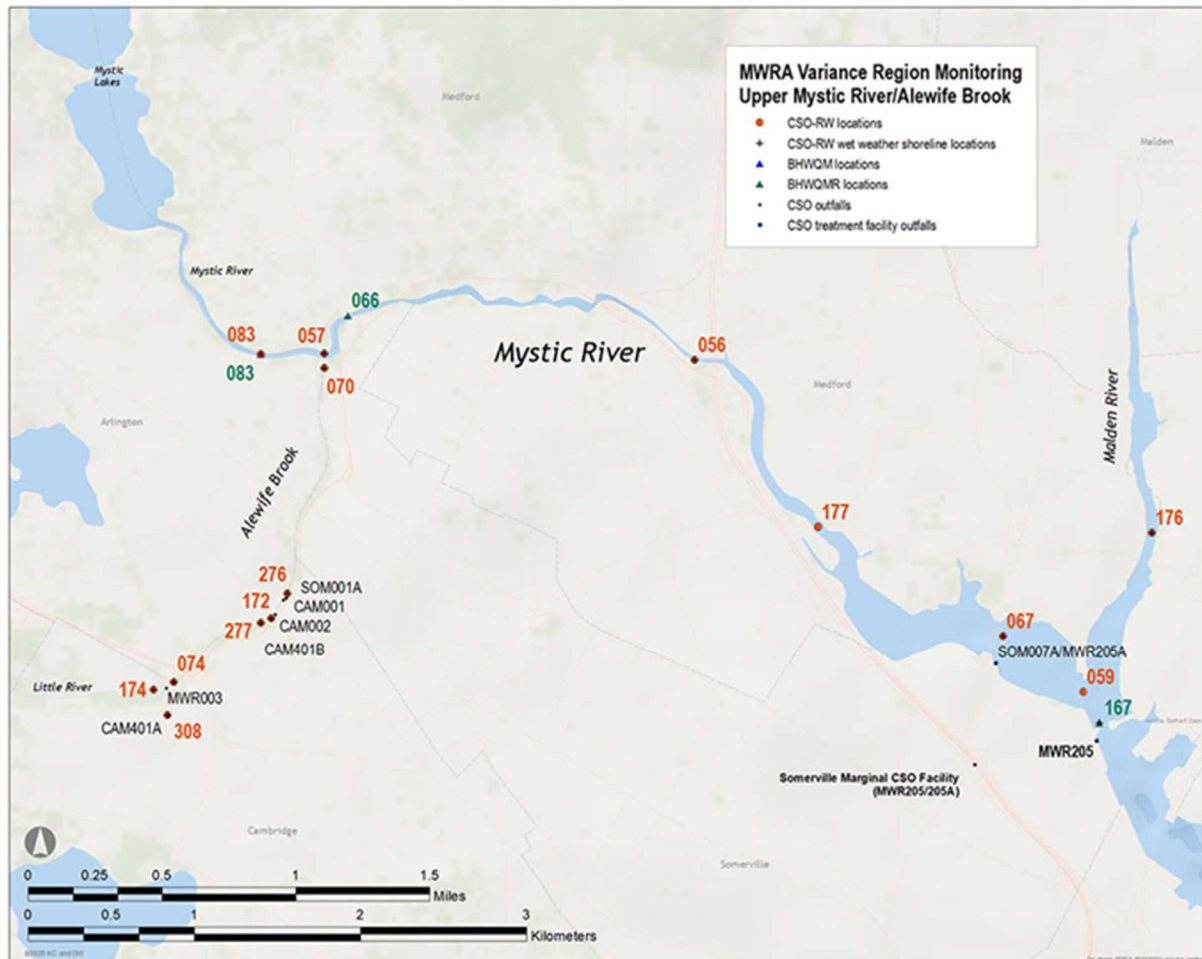 Mystic
Lakes
Medford
MWRA Variance Region Monitoring
Upper Mystic River/Alewife Brook
CSO-RW locations
CSO-RW wet weather shoreline locations
BHWQM locations
BHWQMR locations
CSO outfalls
CSO treatment facility outfalls
Malden
Mystic River
066
083
057
083
070
Mystic River
056
Medford
Malden River
Arlington
Alewife Brook
177
176
276
SOM001A
CAM001
172
CAM002
277
CAM401B
067
SOM007A/MWR205A
074
Little River
174
MWR003
059
167
CAM401A
308
MWR205
Somerville Marginal CSO Facility
(MWR205/205A)
Cambridge
Somerville
0 0.25 0.5 1 1.5
Miles
0 0.5 1 2 3
Kilometers